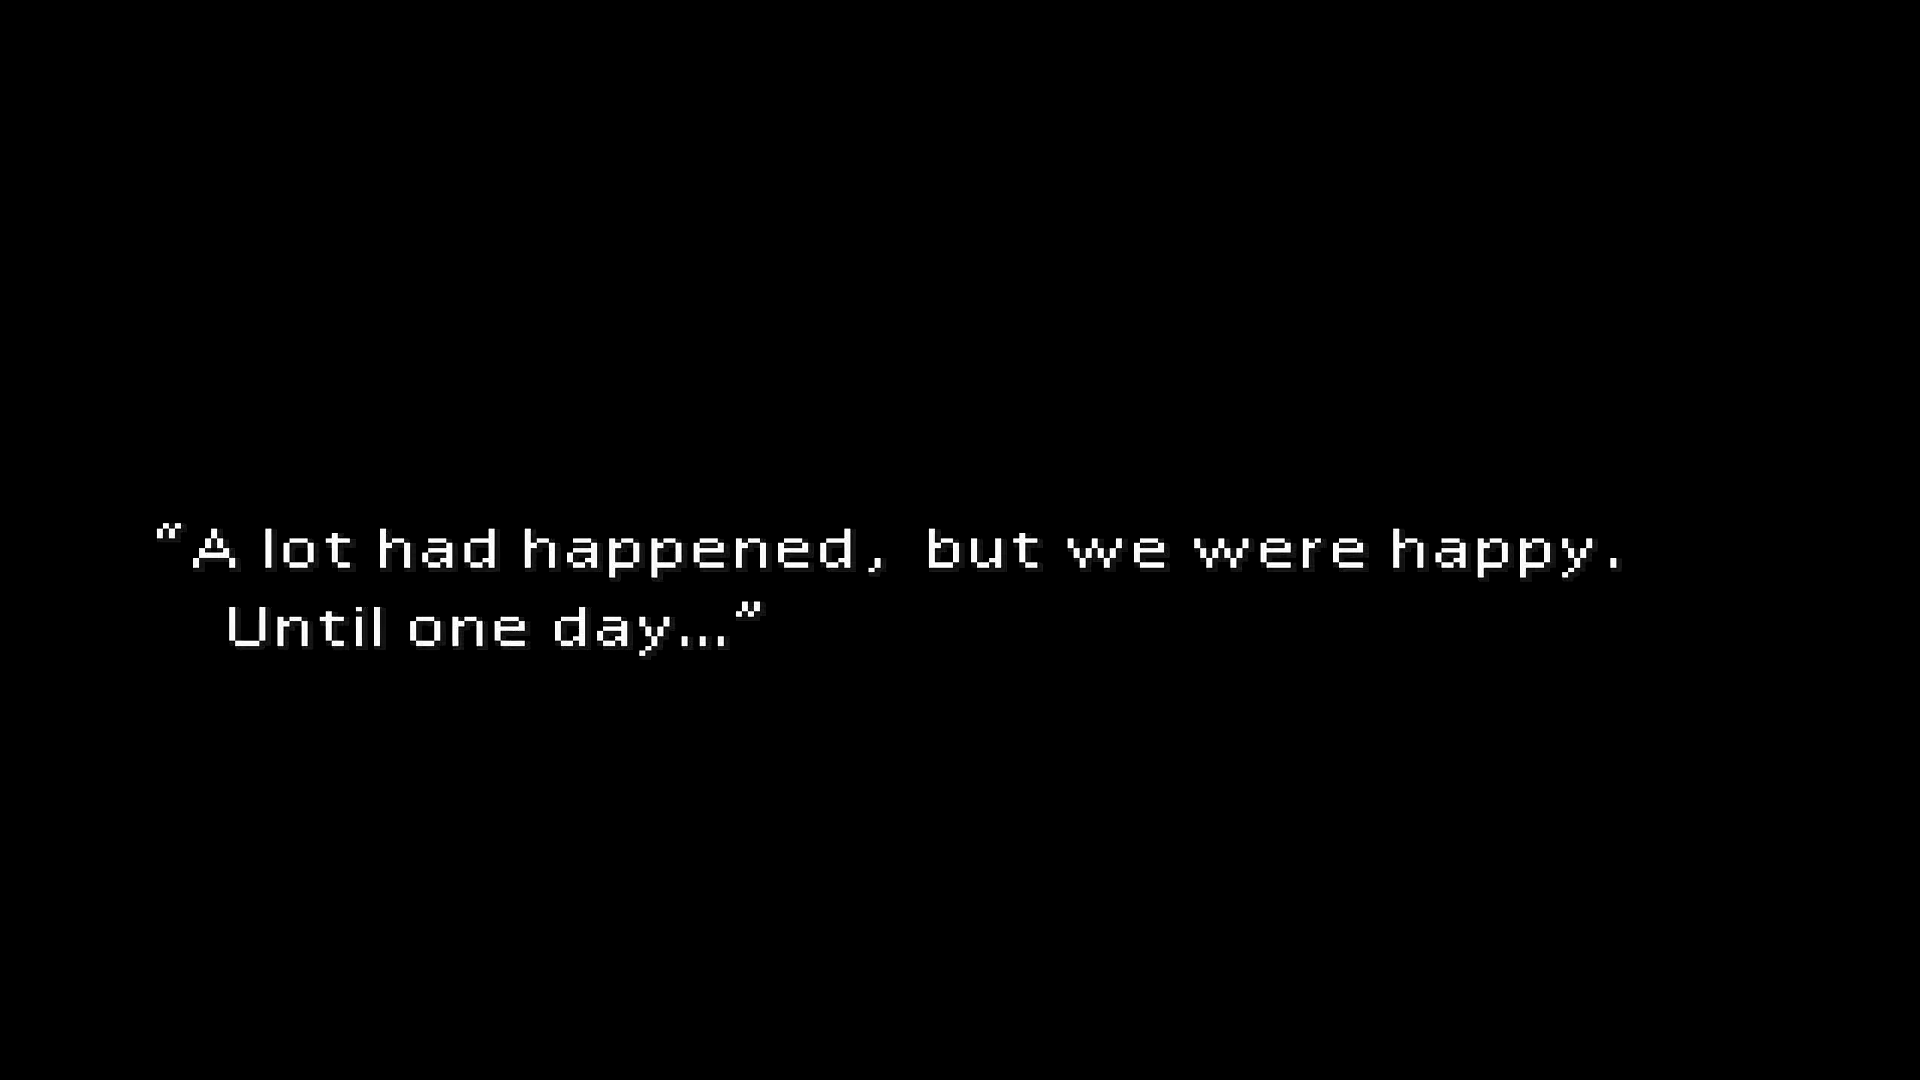 “A lot had happened, but we were happy.
Until one day...”